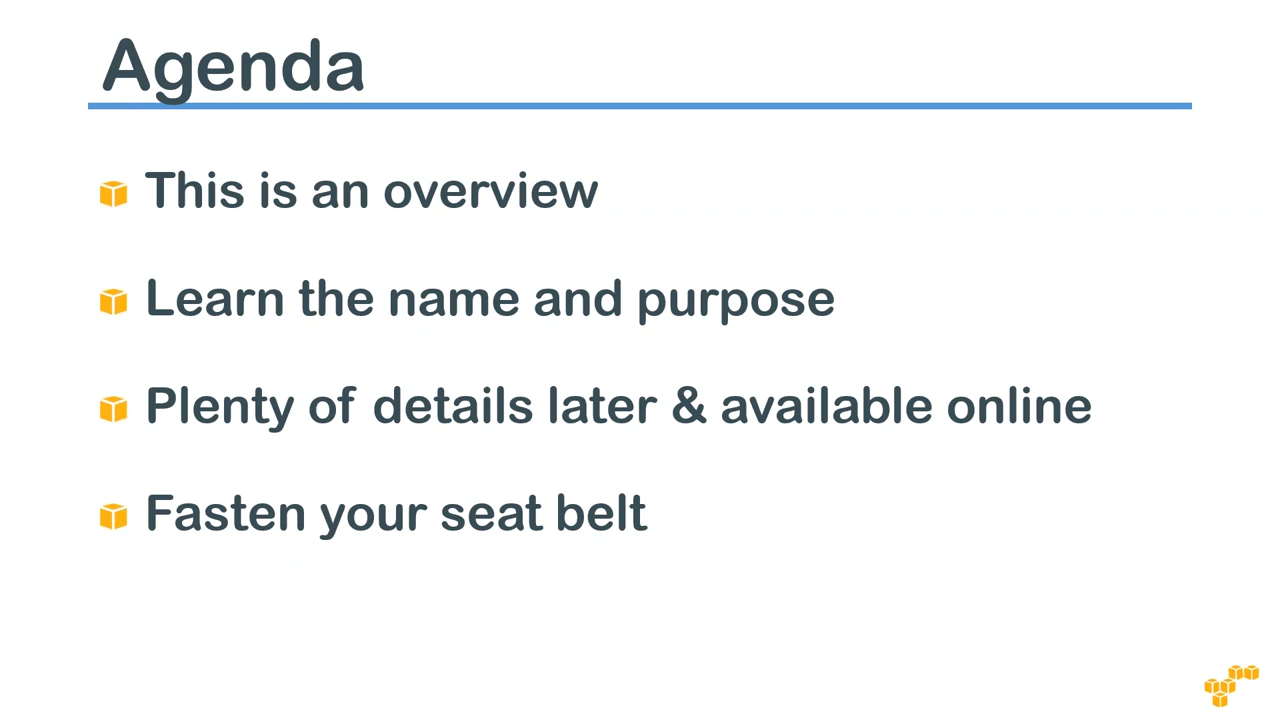 Agenda
This is an overview
Learn the name and purpose
Plenty of details later & available online
Fasten your seat belt